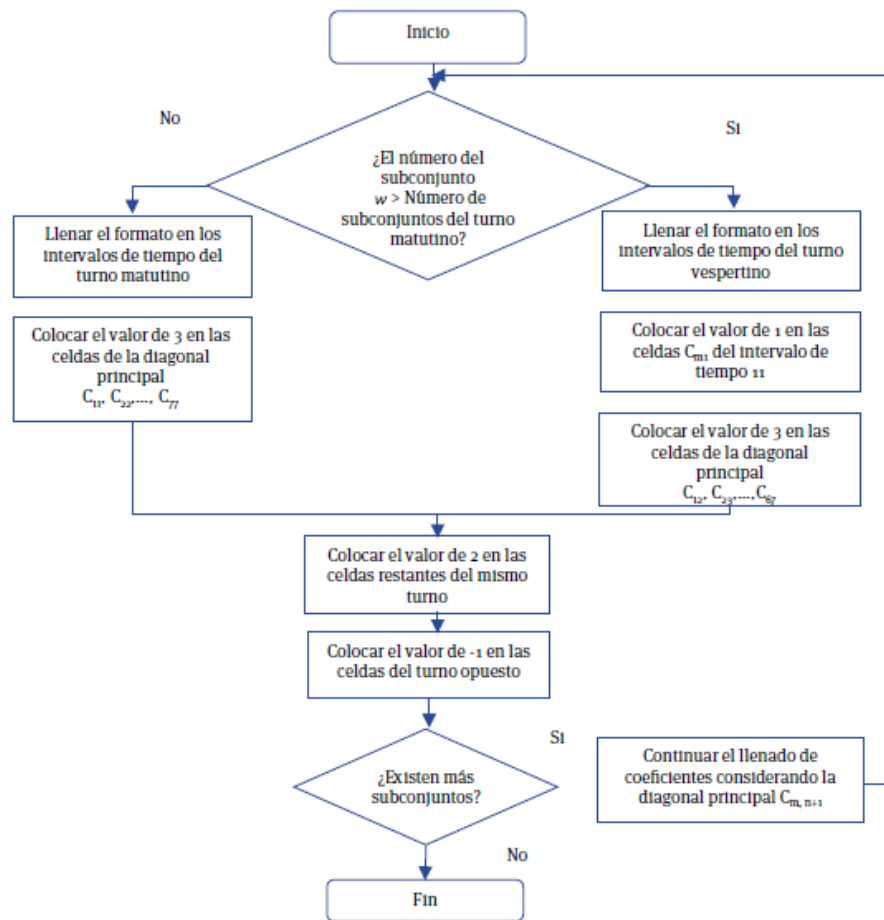 Inicio
No
Si
¿El número del
subconjunto
w > Número de
subconjuntos del turno
matutino?
Llenar el formato en los
intervalos de tiempo del
turno matutino
Llenar el formato en los
intervalos de tiempo del turno
vespertino
Colocar el valor de 3 en las
celdas de la diagonal
principal
C₁₁, C₂₂,...., C₇₇
Colocar el valor de 1 en las
celdas Cₘ₁ del intervalo de
tiempo 11
Colocar el valor de 3 en las
celdas de la diagonal
principal
C₁₂, C₂₃,....,C₆₇
Colocar el valor de 2 en las
celdas restantes del mismo
turno
Colocar el valor de -1 en las
celdas del turno opuesto
Si
¿Existen más
subconjuntos?
Continuar el llenado de
coeficientes considerando la
diagonal principal Cₘ, ₙ₊₁
No
Fin